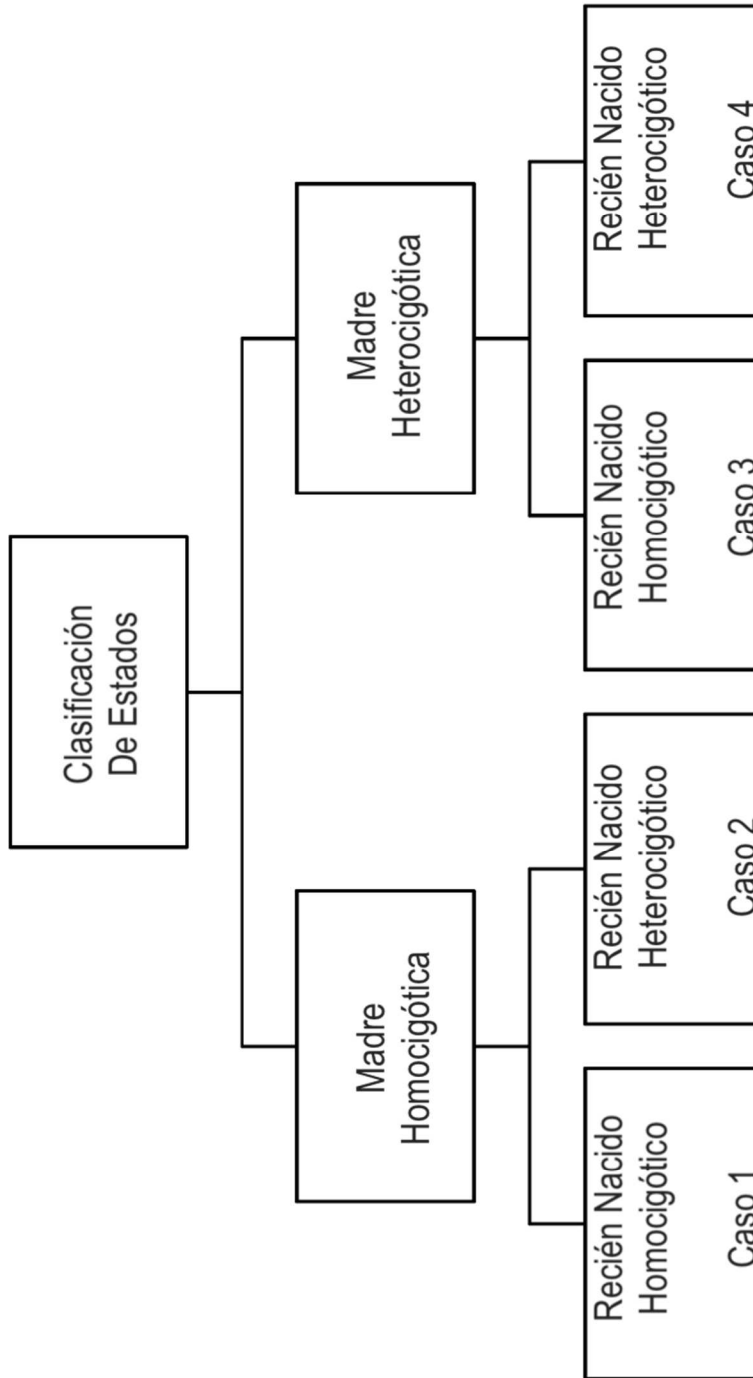 Clasificación
De Estados
Madre
Homocigótica
Madre
Heterocigótica
Recién Nacido
Homocigótico
Caso 1
Recién Nacido
Heterocigótico
Caso 2
Recién Nacido
Homocigótico
Caso 3
Recién Nacido
Heterocigótico
Caso 4